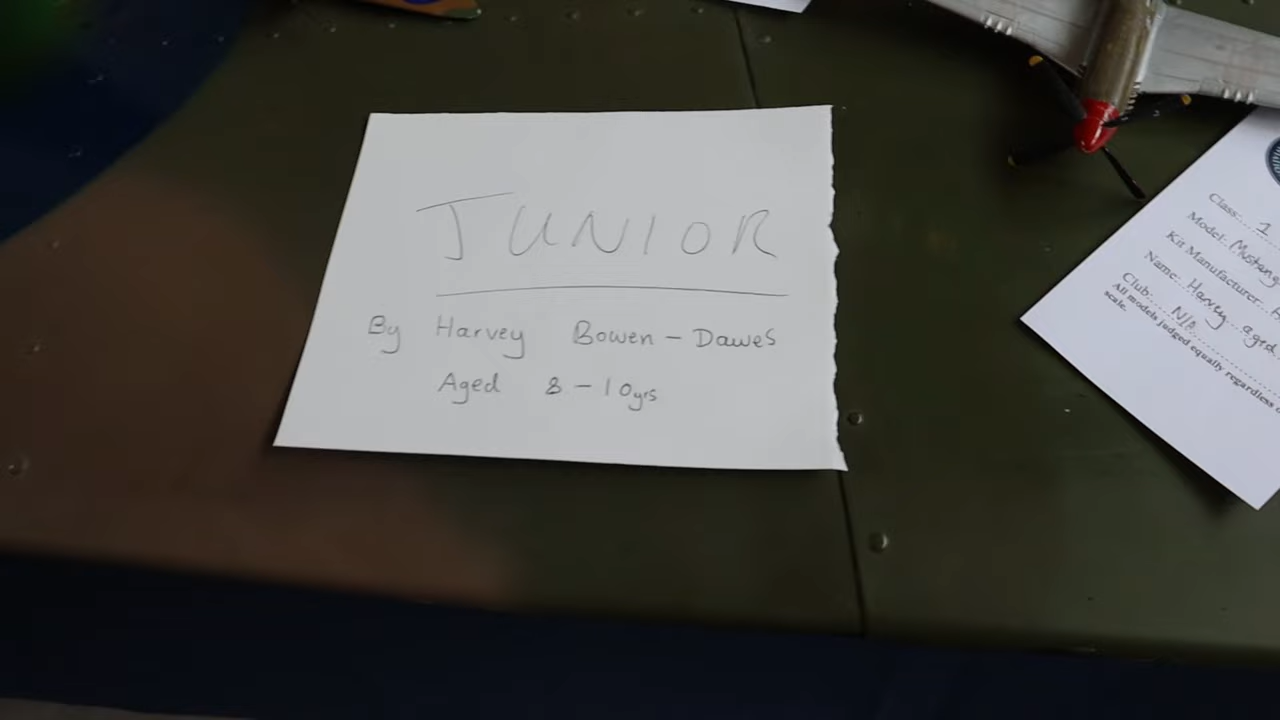 JUNIOR
By Harvey Bowen - Dawes
Aged 8 - 10yrs
Class: 1
Model: Mustang
Kit Manufacturer:
Name: Harvey aged
Club: N/A
All models judged equally regardless
scale.